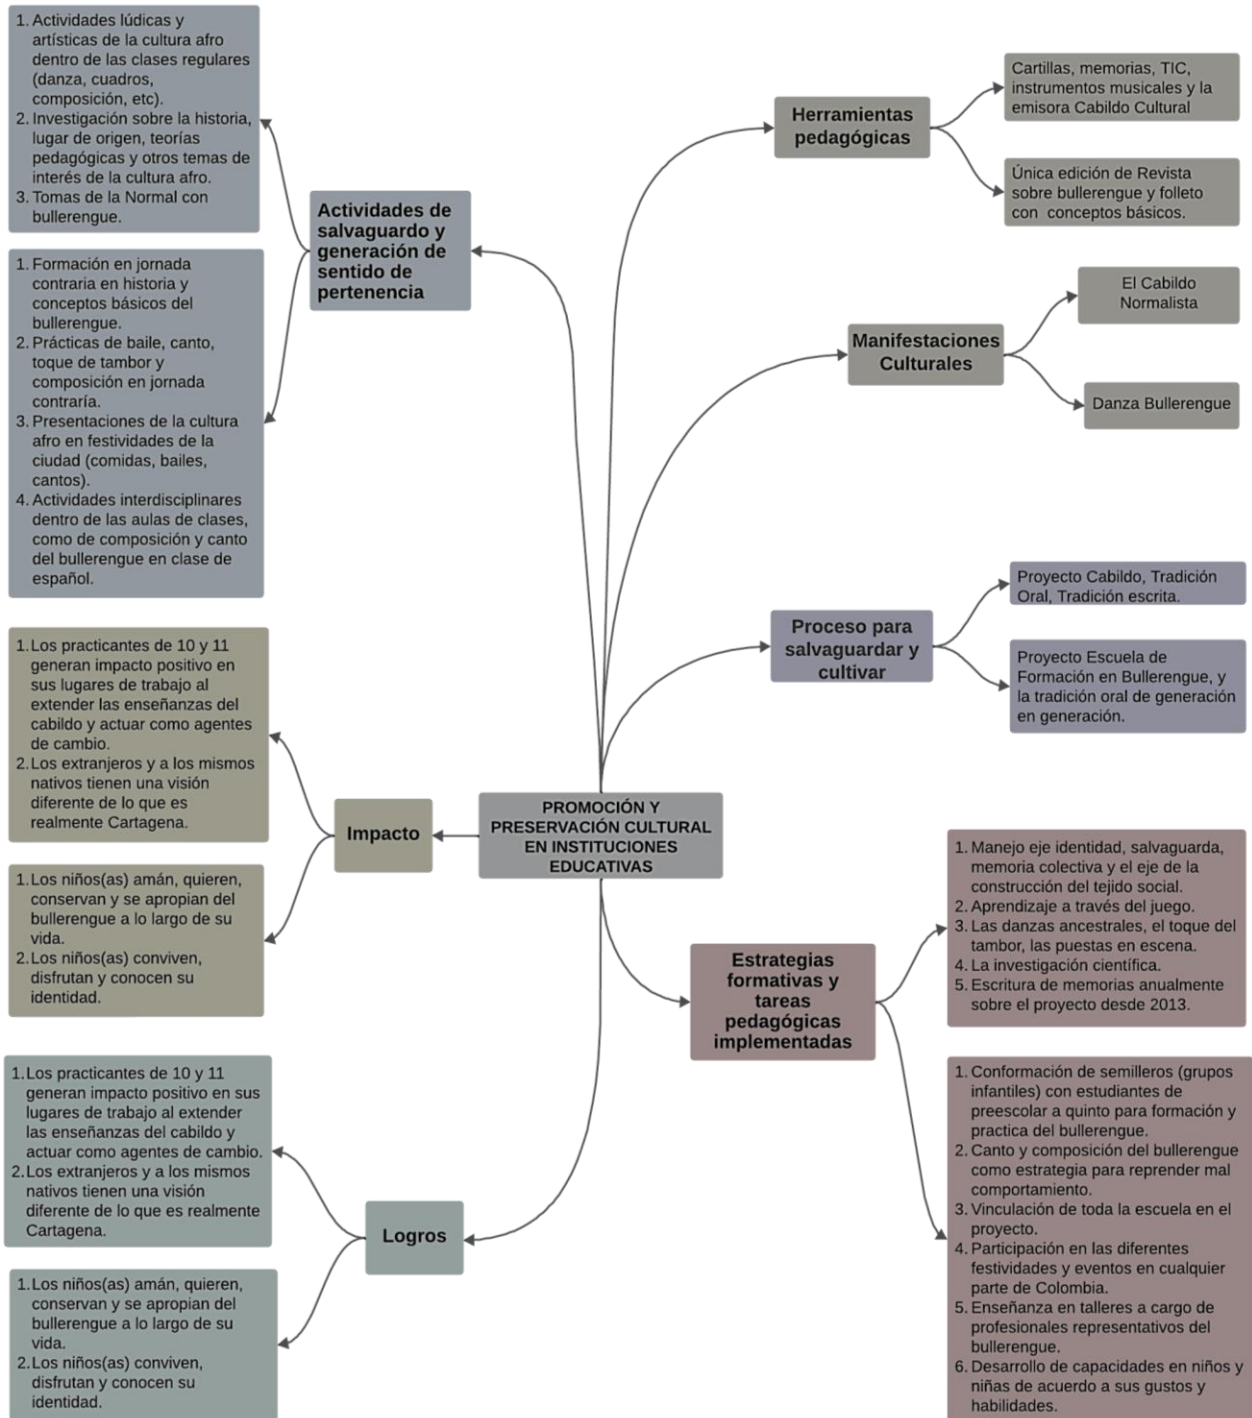 1. Actividades lúdicas y
artísticas de la cultura afro
dentro de las clases regulares
(danza, cuadros,
composición, etc).
2. Investigación sobre la historia,
lugar de origen, teorías
pedagógicas y otros temas de
interés de la cultura afro.
3. Tomas de la Normal con
bullerengue.
1. Formación en jornada
contraria en historia y
conceptos básicos del
bullerengue.
2. Prácticas de baile, canto,
toque de tambor y
composición en jornada
contraría.
3. Presentaciones de la cultura
afro en festividades de la
ciudad (comidas, bailes,
cantos).
4. Actividades interdisciplinares
dentro de las aulas de clases,
como de composición y canto
del bullerengue en clase de
español.
Actividades de
salvaguardo y
generación de
sentido de
pertenencia
Herramientas
pedagógicas
Cartillas, memorias, TIC,
instrumentos musicales y la
emisora Cabildo Cultural
Única edición de Revista
sobre bullerengue y folleto
con conceptos básicos.
Manifestaciones
Culturales
El Cabildo
Normalista
Danza Bullerengue
Proceso para
salvaguardar y
cultivar
Proyecto Cabildo, Tradición
Oral, Tradición escrita.
Proyecto Escuela de
Formación en Bullerengue, y
la tradición oral de generación
en generación.
1. Los practicantes de 10 y 11
generan impacto positivo en
sus lugares de trabajo al
extender las enseñanzas del
cabildo y actuar como agentes
de cambio.
2. Los extranjeros y a los mismos
nativos tienen una visión
diferente de lo que es
realmente Cartagena.
1. Los niños(as) amán, quieren,
conservan y se apropian del
bullerengue a lo largo de su
vida.
2. Los niños(as) conviven,
disfrutan y conocen su
identidad.
Impacto
PROMOCIÓN Y
PRESERVACIÓN CULTURAL
EN INSTITUCIONES
EDUCATIVAS
Estrategias
formativas y
tareas
pedagógicas
implementadas
1. Manejo eje identidad, salvaguarda,
memoria colectiva y el eje de la
construcción del tejido social.
2. Aprendizaje a través del juego.
3. Las danzas ancestrales, el toque del
tambor, las puestas en escena.
4. La investigación científica.
5. Escritura de memorias anualmente
sobre el proyecto desde 2013.
1. Conformación de semilleros (grupos
infantiles) con estudiantes de
preescolar a quinto para formación y
practica del bullerengue.
2. Canto y composición del bullerengue
como estrategia para reprender mal
comportamiento.
3. Vinculación de toda la escuela en el
proyecto.
4. Participación en las diferentes
festividades y eventos en cualquier
parte de Colombia.
5. Enseñanza en talleres a cargo de
profesionales representativos del
bullerengue.
6. Desarrollo de capacidades en niños y
niñas de acuerdo a sus gustos y
habilidades.
1. Los practicantes de 10 y 11
generan impacto positivo en sus
lugares de trabajo al extender
las enseñanzas del cabildo y
actuar como agentes de cambio.
2. Los extranjeros y a los mismos
nativos tienen una visión
diferente de lo que es realmente
Cartagena.
1. Los niños(as) amán, quieren,
conservan y se apropian del
bullerengue a lo largo de su
vida.
2. Los niños(as) conviven,
disfrutan y conocen su
identidad.
Logros